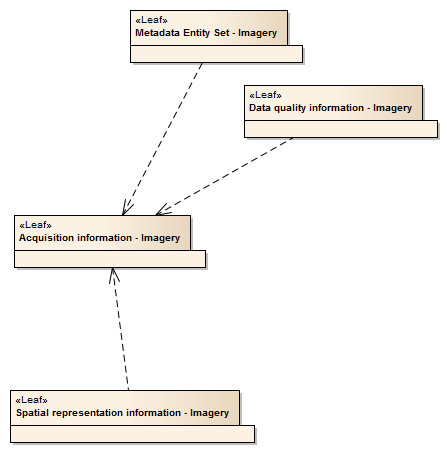 «Leaf»
Metadata Entity Set - Imagery
«Leaf»
Data quality information - Imagery
«Leaf»
Acquisition information - Imagery
«Leaf»
Spatial representation information - Imagery